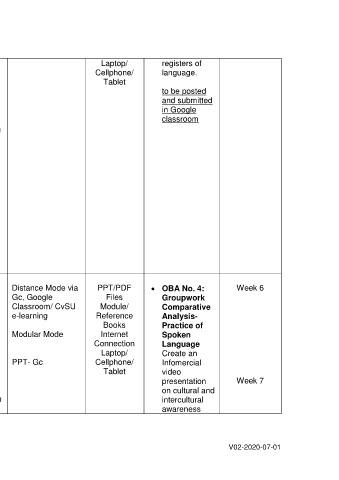 Laptop/
Cellphone/
Tablet
registers of
language.
to be posted
and submitted
in Google
classroom
Distance Mode via
Gc, Google
Classroom/ CvSU
e-learning
Modular Mode
PPT- Gc
PPT/PDF
Files
Module/
Reference
Books
Internet
Connection
Laptop/
Cellphone/
Tablet
• OBA No. 4:
Groupwork
Comparative
Analysis-
Practice of
Spoken
Language
Create an
Infomercial
video
presentation
on cultural and
intercultural
awareness
Week 6
Week 7
V02-2020-07-01